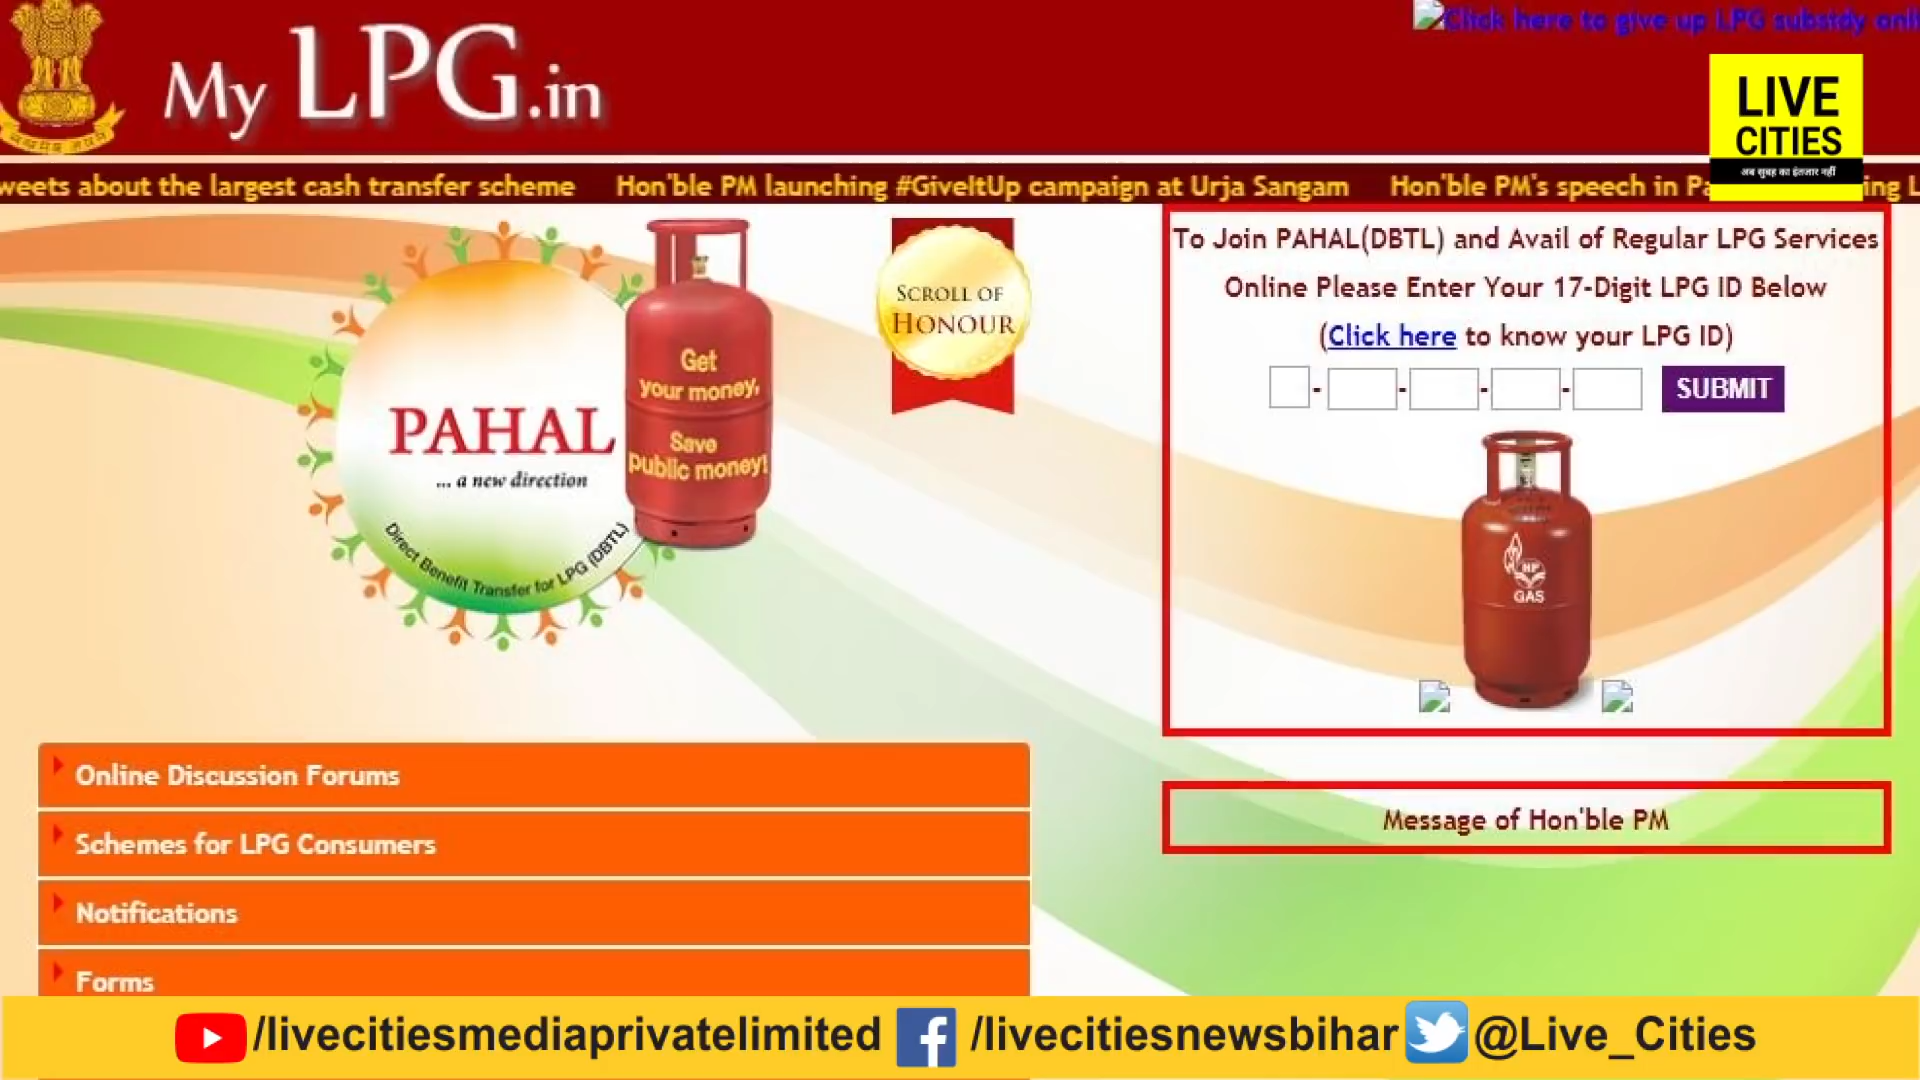 Click here to give up LPG subsidy onli
My LPG.in
LIVE
CITIES
अब सुबह का इंतजार नहीं
weets about the largest cash transfer scheme Hon'ble PM launching #GiveItUp campaign at Urja Sangam Hon'ble PM's speech in Pa ing L
To Join PAHAL(DBTL) and Avail of Regular LPG Services
Online Please Enter Your 17-Digit LPG ID Below
(Click here to know your LPG ID)
- - - - SUBMIT
SCROLL OF
HONOUR
Get
your money,
Save
public money!
PAHAL
... a new direction
Direct Benefit Transfer for LPG (DBTL)
HP
GAS
Online Discussion Forums
Schemes for LPG Consumers
Notifications
Forms
Message of Hon'ble PM
/livecitiesmediaprivatelimited f /livecitiesnewsbihar @Live_Cities